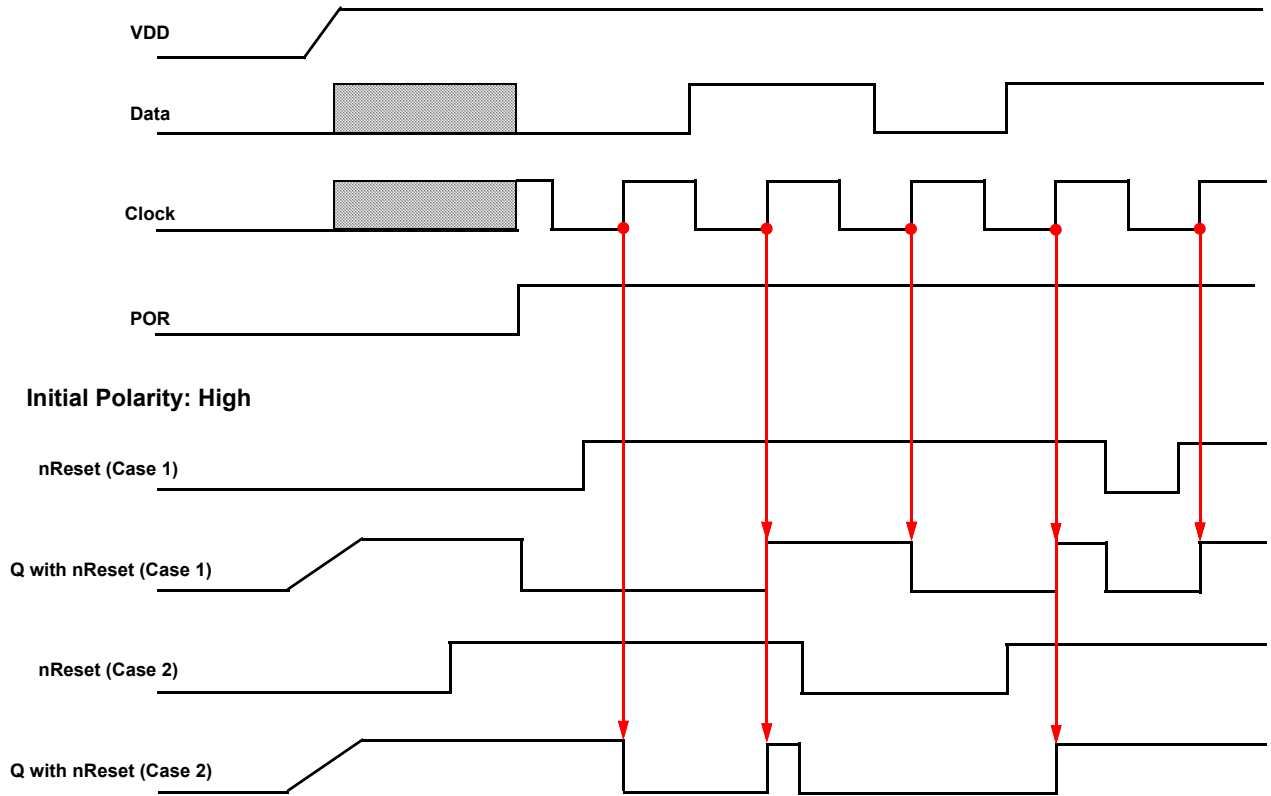 VDD
Data
Clock
POR
Initial Polarity: High
nReset (Case 1)
Q with nReset (Case 1)
nReset (Case 2)
Q with nReset (Case 2)